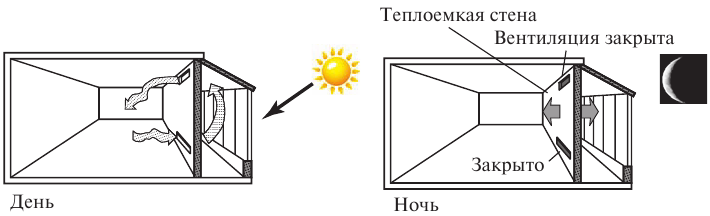 Теплоемкая стена
Вентиляция закрыта
Закрыто
День
Ночь